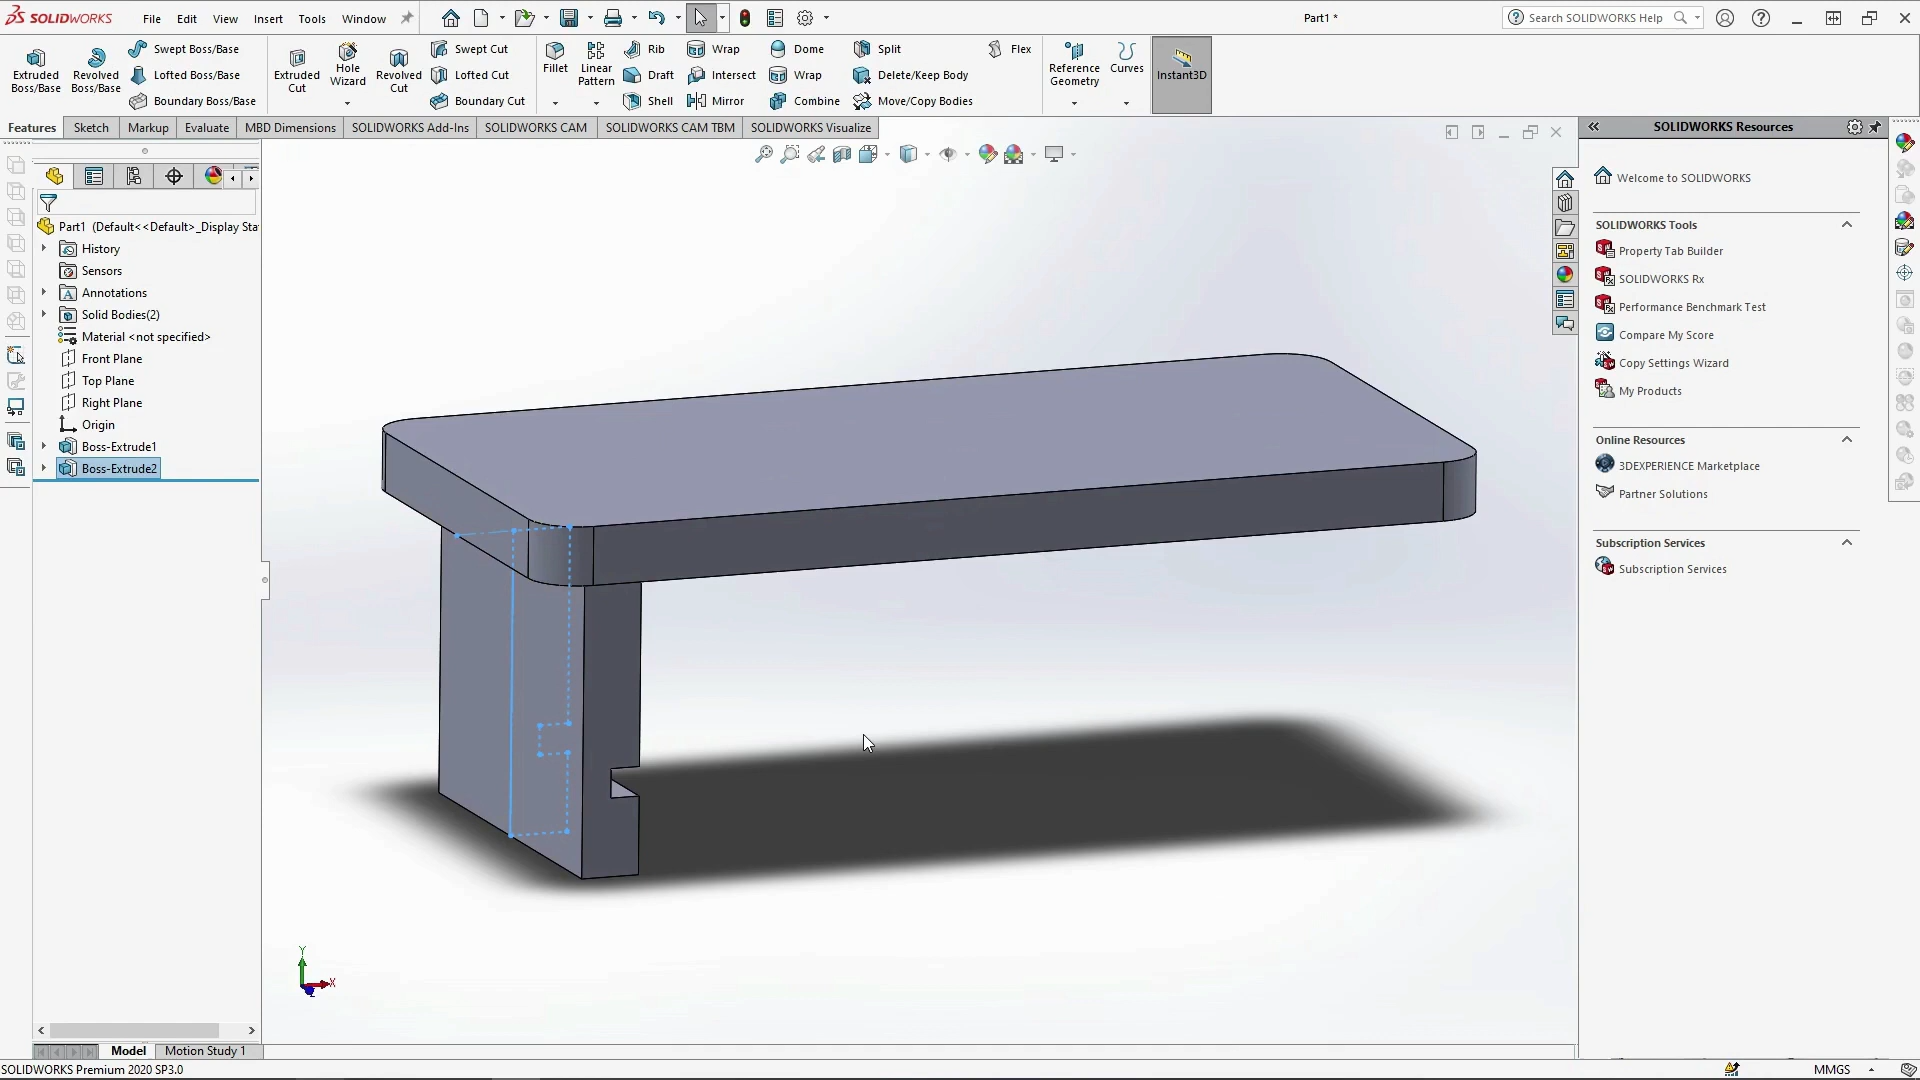 SOLIDWORKS
File Edit View Insert Tools Window
Part1 *
Search SOLIDWORKS Help
Extruded Boss/Base
Revolved Boss/Base
Swept Boss/Base
Lofted Boss/Base
Boundary Boss/Base
Extruded Cut
Hole Wizard
Revolved Cut
Swept Cut
Lofted Cut
Boundary Cut
Fillet
Linear Pattern
Rib
Draft
Shell
Wrap
Intersect
Mirror
Dome
Wrap
Combine
Split
Delete/Keep Body
Move/Copy Bodies
Flex
Reference Geometry
Curves
Instant3D
Features Sketch Markup Evaluate MBD Dimensions SOLIDWORKS Add-Ins SOLIDWORKS CAM SOLIDWORKS CAM TBM SOLIDWORKS Visualize
Part1 (Default<<Default>_Display Sta
History
Sensors
Annotations
Solid Bodies(2)
Material <not specified>
Front Plane
Top Plane
Right Plane
Origin
Boss-Extrude1
Boss-Extrude2
Y
X
Z
SOLIDWORKS Resources
Welcome to SOLIDWORKS
SOLIDWORKS Tools
Property Tab Builder
SOLIDWORKS Rx
Performance Benchmark Test
Compare My Score
Copy Settings Wizard
My Products
Online Resources
3DEXPERIENCE Marketplace
Partner Solutions
Subscription Services
Subscription Services
Model Motion Study 1
SOLIDWORKS Premium 2020 SP3.0
MMGS